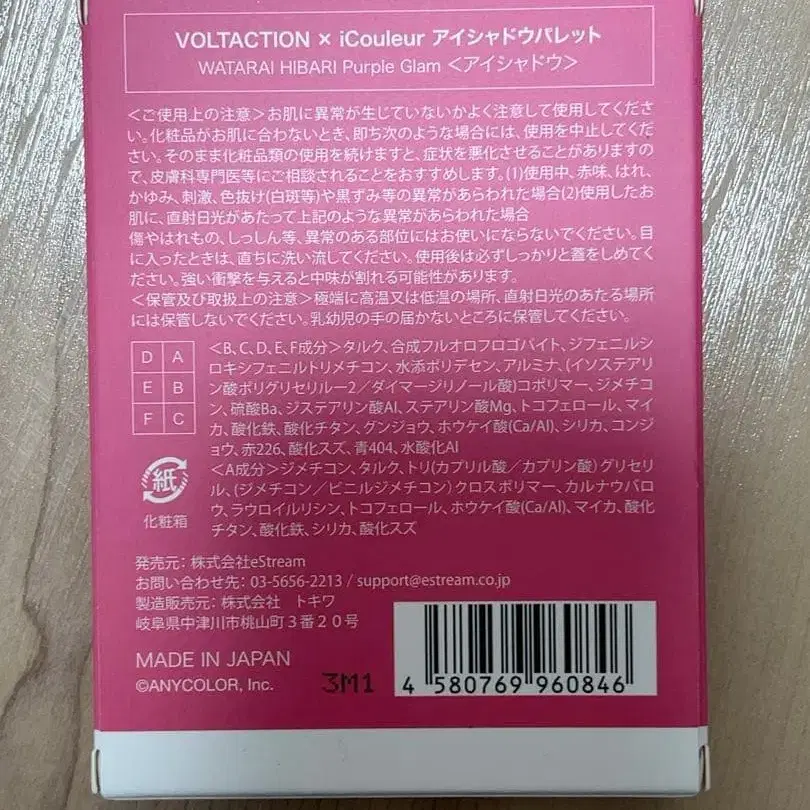 VOLTACTION × iCouleur アイシャドウパレット
WATARAI HIBARI Purple Glam ＜アイシャドウ＞
＜ご使用上の注意＞お肌に異常が生じていないかよく注意して使用してくださ
い。化粧品がお肌に合わないとき、即ち次のような場合には、使用を中止してくだ
さい。そのまま化粧品類の使用を続けますと、症状を悪化させることがありますの
で、皮膚科専門医等にご相談されることをおすすめします。(1)使用中、赤味、はれ、
かゆみ、刺激、色抜け(白斑等)や黒ずみ等の異常があらわれた場合(2)使用したお
肌に、直射日光があたって上記のような異常があらわれた場合
傷やはれもの、しっしん等、異常のある部位にはお使いにならないでください。目
に入ったときは、直ちに洗い流してください。使用後は必ずしっかりと蓋をしめてく
ださい。強い衝撃を与えると中味が割れる可能性があります。
＜保管及び取扱上の注意＞極端に高温又は低温の場所、直射日光のあたる場所
には保管しないでください。乳幼児の手の届かないところに保管してください。
D A
E B
F C
＜B、C、D、E、F成分＞タルク、合成フルオロフロゴパイト、ジフェニルシ
ロキシフェニルトリメチコン、水添ポリデセン、アルミナ、(イソステアリ
ン酸ポリグリセリルー2／ダイマージリノール酸)コポリマー、ジメチコ
ン、硫酸Ba、ジステアリン酸Al、ステアリン酸Mg、トコフェロール、マイ
カ、酸化鉄、酸化チタン、グンジョウ、ホウケイ酸(Ca/Al)、シリカ、コンジ
ョウ、赤226、酸化スズ、青404、水酸化Al
＜A成分＞ジメチコン、タルク、トリ(カプリル酸／カプリン酸)グリセリ
ル、(ジメチコン／ビニルジメチコン)クロスポリマー、カルナウバロ
ウ、ラウロイルリシン、トコフェロール、ホウケイ酸(Ca/Al)、マイカ、酸化
チタン、酸化鉄、シリカ、酸化スズ
紙
化粧箱
発売元：株式会社eStream
お問い合わせ先：03-5656-2213 / support@estream.co.jp
製造販売元：株式会社　トキワ
岐阜県中津川市桃山町３番２０号
MADE IN JAPAN
©ANYCOLOR, Inc.
3M1
4 580769 960846